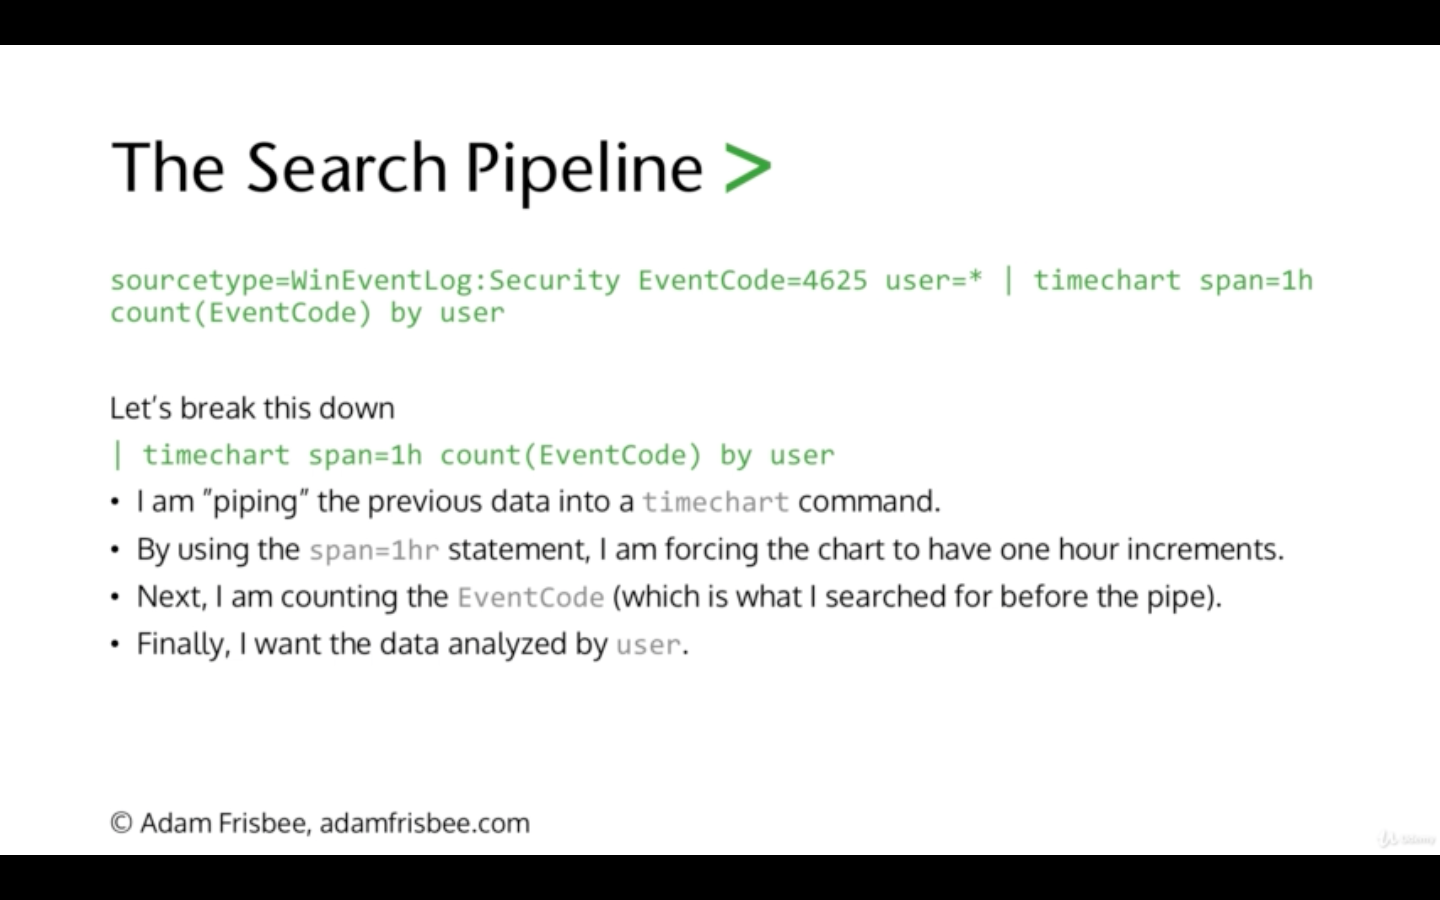 The Search Pipeline >
sourcetype=WinEventLog:Security EventCode=4625 user=* | timechart span=1h
count(EventCode) by user
Let's break this down
| timechart span=1h count(EventCode) by user
• I am "piping" the previous data into a timechart command.
• By using the span=1hr statement, I am forcing the chart to have one hour increments.
• Next, I am counting the EventCode (which is what I searched for before the pipe).
• Finally, I want the data analyzed by user.
© Adam Frisbee, adamfrisbee.com
Udemy